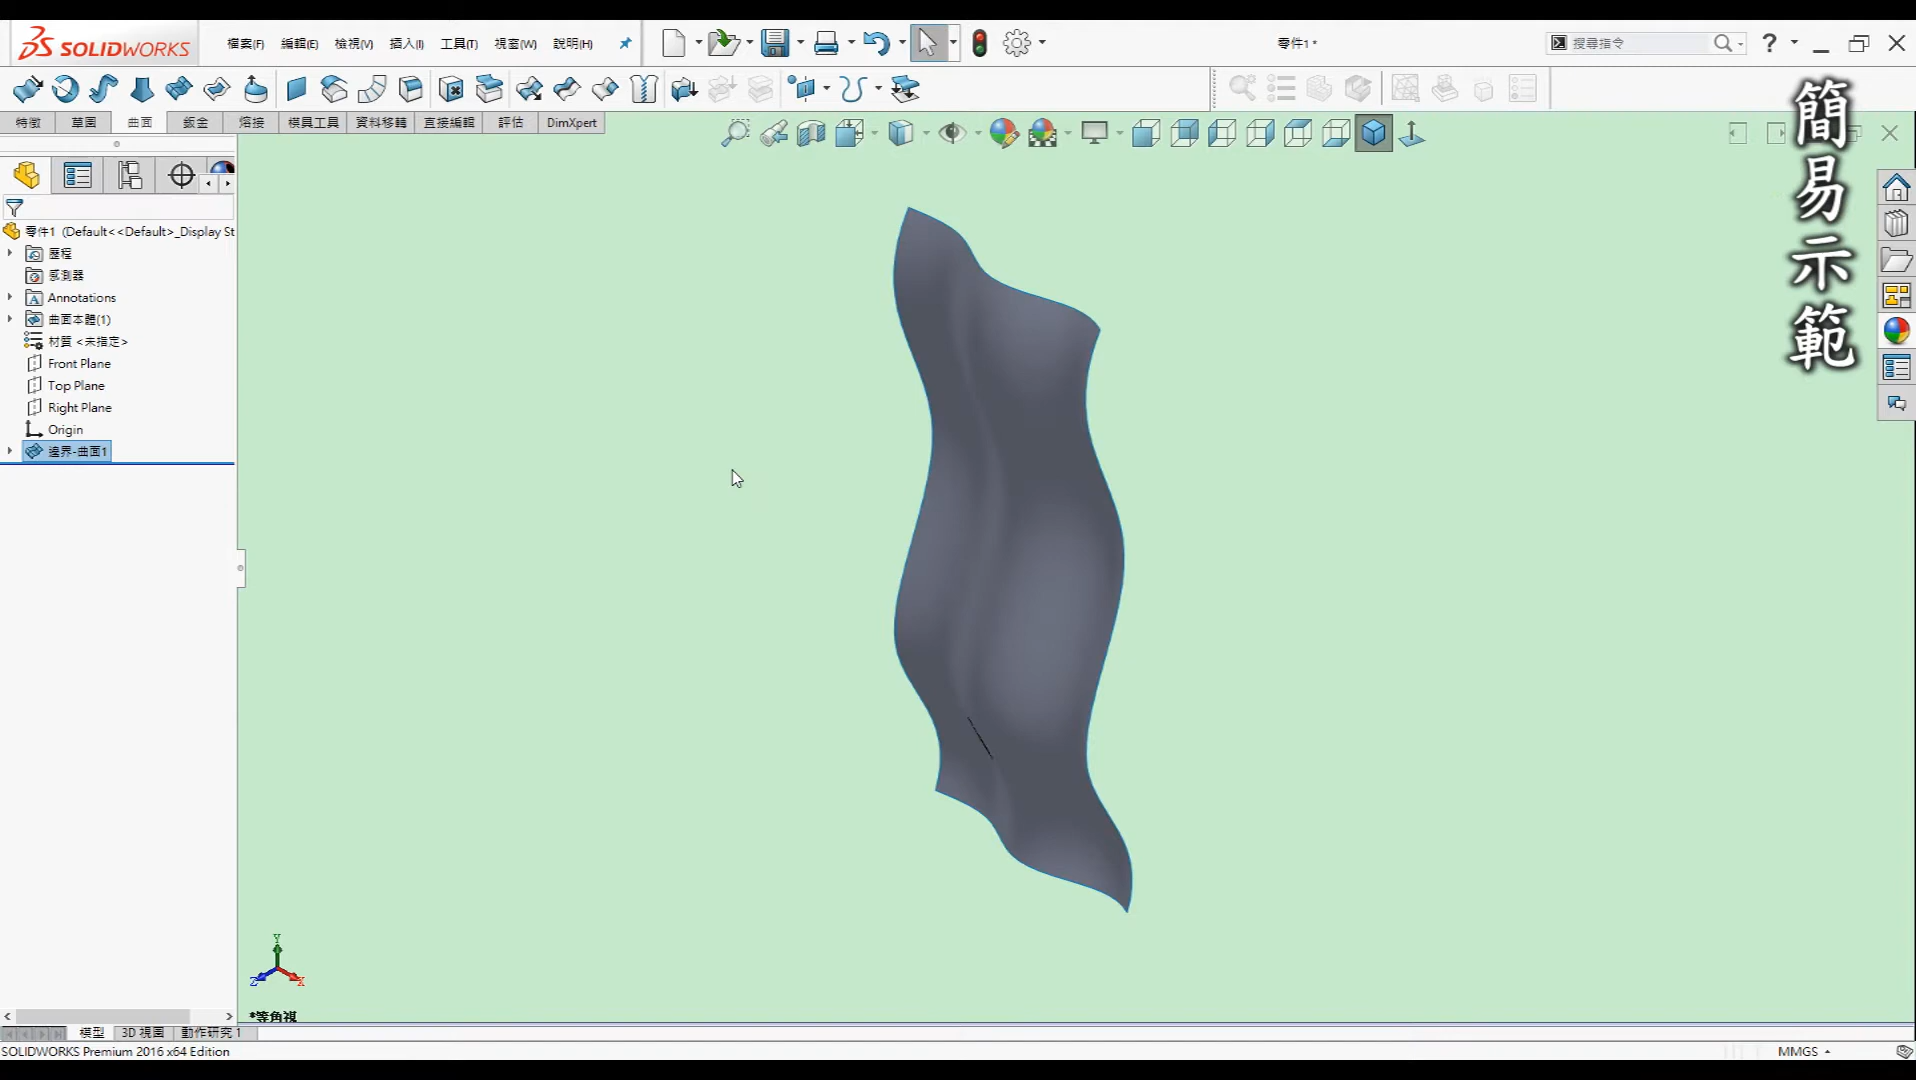 SOLIDWORKS
檔案(F)
編輯(E)
檢視(V)
插入(I)
工具(T)
視窗(W)
說明(H)
零件1 *
搜尋指令
?
特徵
草圖
曲面
鈑金
熔接
模具工具
資料移轉
直接編輯
評估
DimXpert
簡易示範
零件1 (Default<<Default>_Display St
歷程
感測器
A Annotations
曲面本體(1)
材質 <未指定>
Front Plane
Top Plane
Right Plane
Origin
邊界-曲面1
Y
Z
X
*等角視
模型
3D 視圖
動作研究 1
SOLIDWORKS Premium 2016 x64 Edition
MMGS